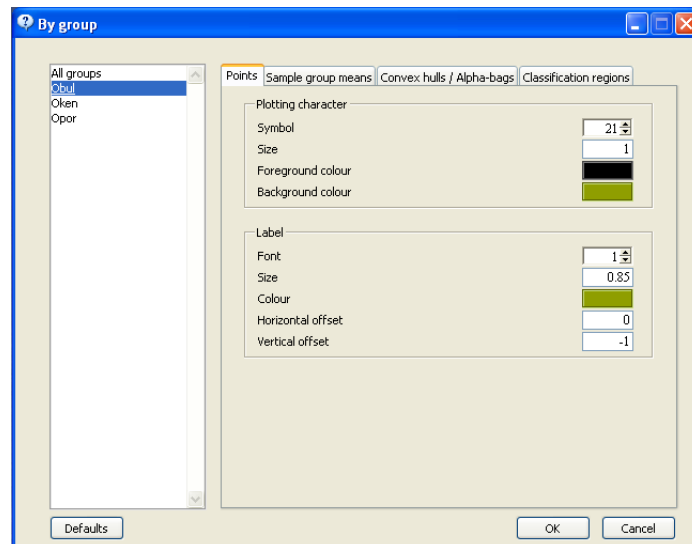 By group
All groups
Obul
Oken
Opor
Points Sample group means Convex hulls / Alpha-bags Classification regions
Plotting character
Symbol 21
Size 1
Foreground colour
Background colour
Label
Font 1
Size 0.85
Colour
Horizontal offset 0
Vertical offset -1
Defaults OK Cancel